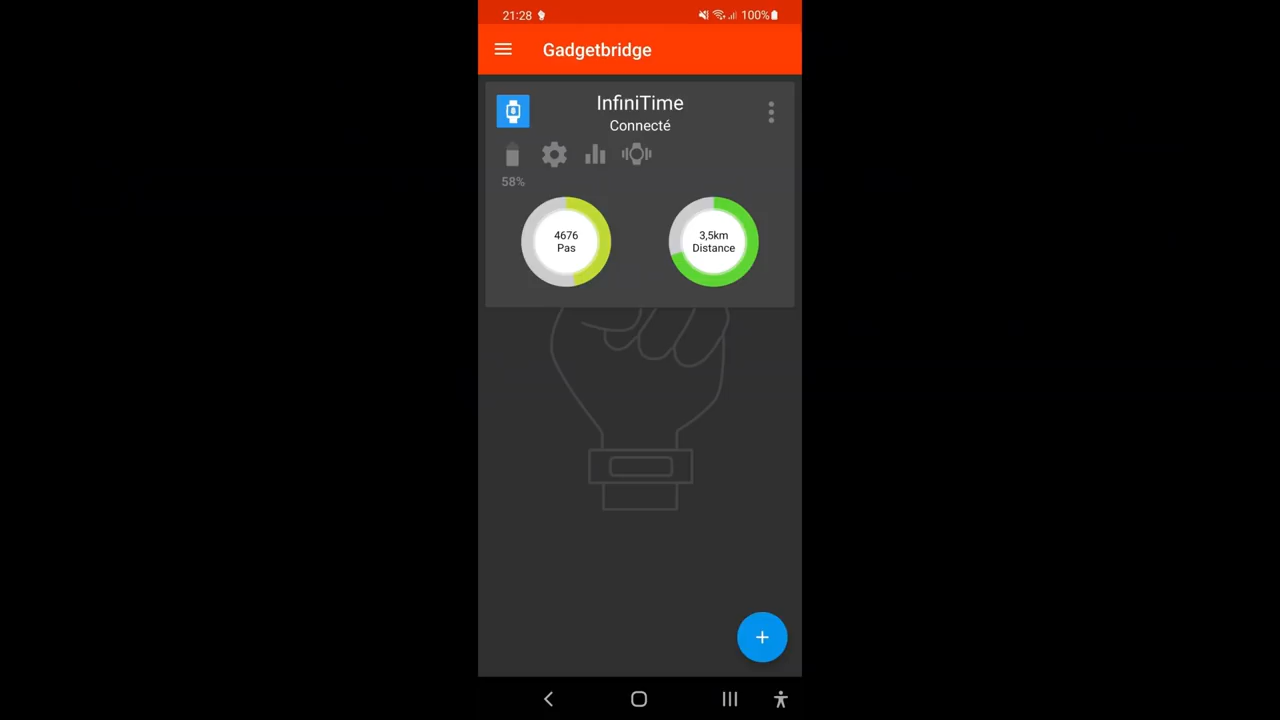 21:28
100%
Gadgetbridge
InfiniTime
Connecté
58%
4676
Pas
3,5km
Distance